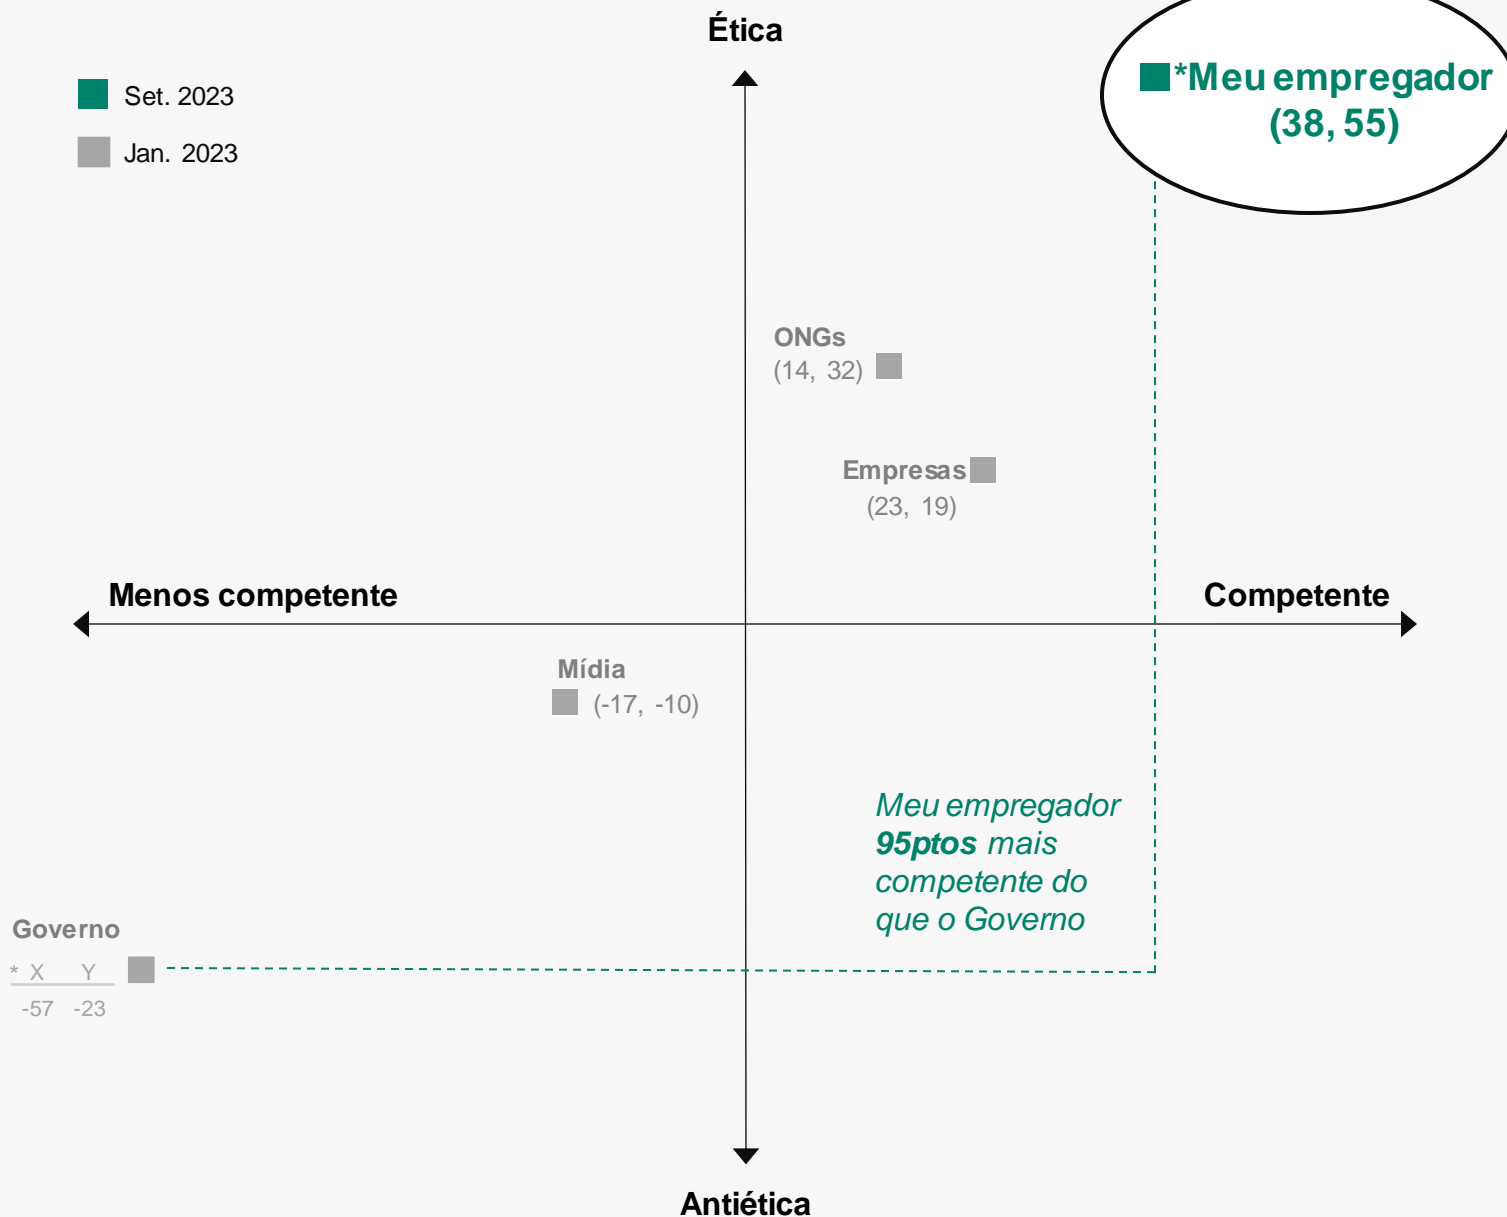 Ética
Set. 2023
Jan. 2023
*Meu empregador
(38, 55)
ONGs
(14, 32)
Empresas
(23, 19)
Menos competente
Competente
Mídia
(-17, -10)
Meu empregador
95ptos mais
competente do
que o Governo
Governo
* X Y
-57 -23
Antiética